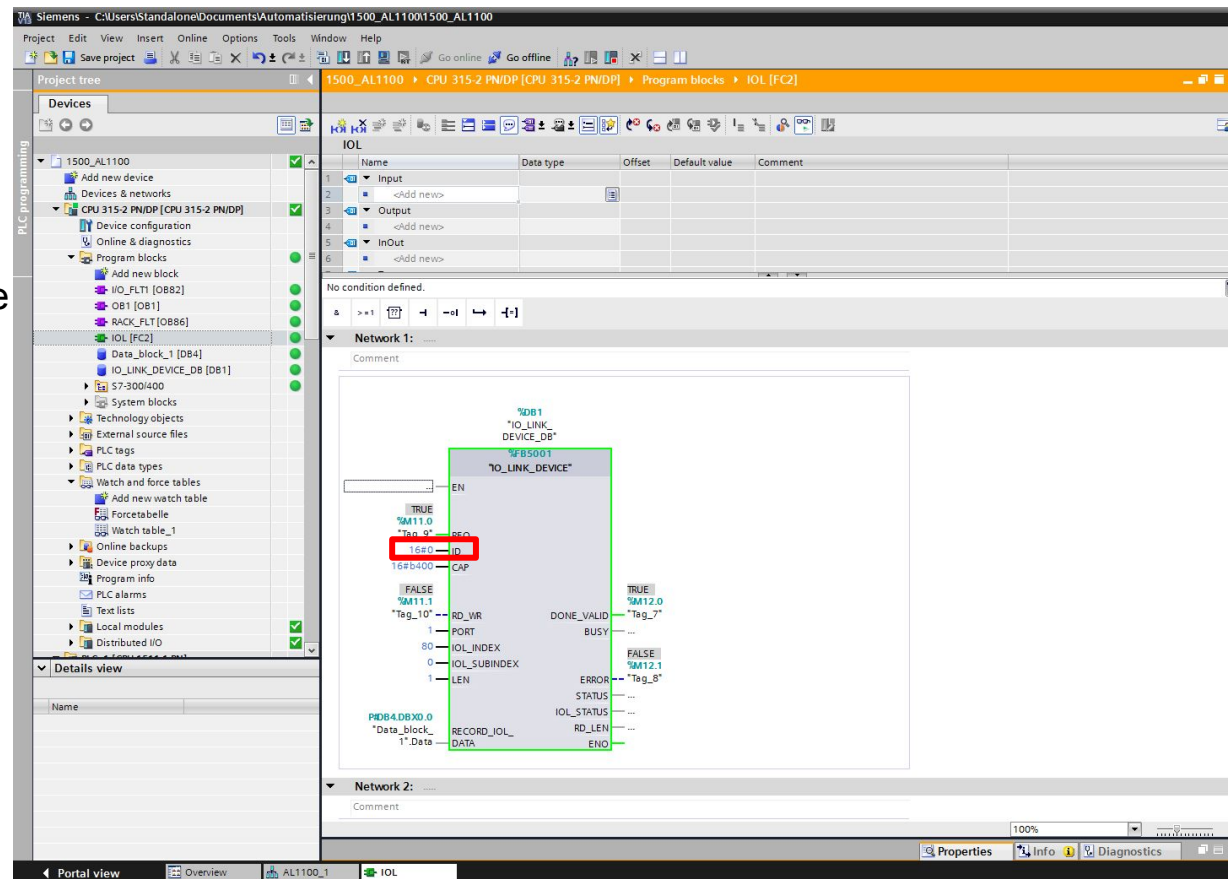 Siemens - C:\Users\Standalone\Documents\Automatisierung\1500_AL1100\1500_AL1100
Project Edit View Insert Online Options Tools Window Help
Save project Go online Go offline
Project tree
1500_AL1100 CPU 315-2 PN/DP [CPU 315-2 PN/DP] Program blocks IOL [FC2]
Devices
PLC programming
1500_AL1100
Add new device
Devices & networks
CPU 315-2 PN/DP [CPU 315-2 PN/DP]
Device configuration
Online & diagnostics
Program blocks
Add new block
I/O_FLT1 [OB82]
OB1 [OB1]
RACK_FLT [OB86]
IOL [FC2]
Data_block_1 [DB4]
IO_LINK_DEVICE_DB [DB1]
S7-300/400
System blocks
Technology objects
External source files
PLC tags
PLC data types
Watch and force tables
Add new watch table
Forcetabelle
Watch table_1
Online backups
Device proxy data
Program info
PLC alarms
Text lists
Local modules
Distributed I/O
Details view
Name
e
IOL
Name Data type Offset Default value Comment
1 Input
2 <Add new>
3 Output
4 <Add new>
5 InOut
6 <Add new>
No condition defined.
& >=1 ??
Network 1: .....
Comment
%DB1
"IO_LINK_
DEVICE_DB"
%FB5001
"IO_LINK_DEVICE"
... EN
TRUE
%M11.0
"Tag_9" REQ
16#0 ID
16#b400 CAP
FALSE
%M11.1
"Tag_10" RD_WR
1 PORT
80 IOL_INDEX
0 IOL_SUBINDEX
1 LEN
P#DB4.DBX0.0
"Data_block_
1".Data
RECORD_IOL_
DATA
TRUE
%M12.0
DONE_VALID "Tag_7"
BUSY ...
FALSE
%M12.1
ERROR "Tag_8"
STATUS ...
IOL_STATUS ...
RD_LEN ...
ENO
Network 2: .....
Comment
100%
Properties Info Diagnostics
Portal view Overview AL1100_1 IOL